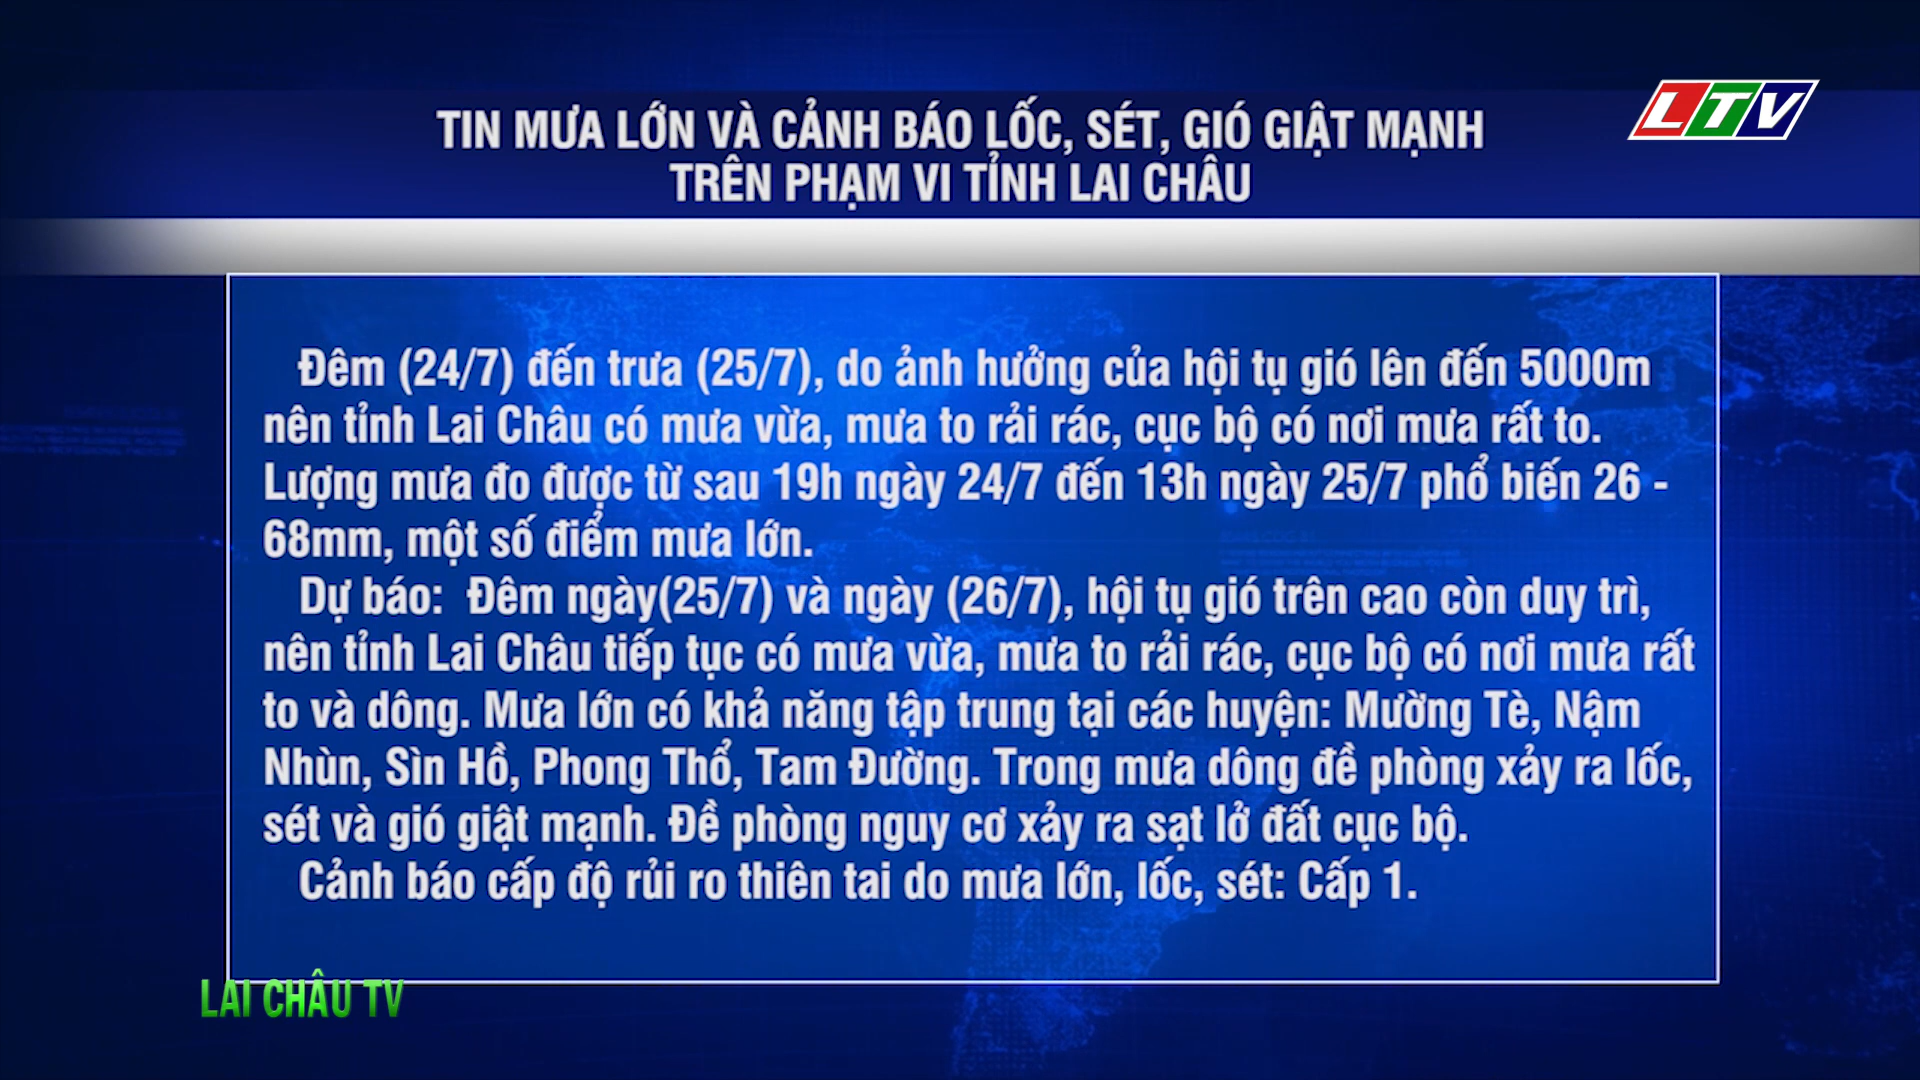 TIN MƯA LỚN VÀ CẢNH BÁO LỐC, SÉT, GIÓ GIẬT MẠNH
TRÊN PHẠM VI TỈNH LAI CHÂU
LTV
Đêm (24/7) đến trưa (25/7), do ảnh hưởng của hội tụ gió lên đến 5000m
nên tỉnh Lai Châu có mưa vừa, mưa to rải rác, cục bộ có nơi mưa rất to.
Lượng mưa đo được từ sau 19h ngày 24/7 đến 13h ngày 25/7 phổ biến 26 -
68mm, một số điểm mưa lớn.
Dự báo: Đêm ngày(25/7) và ngày (26/7), hội tụ gió trên cao còn duy trì,
nên tỉnh Lai Châu tiếp tục có mưa vừa, mưa to rải rác, cục bộ có nơi mưa rất
to và dông. Mưa lớn có khả năng tập trung tại các huyện: Mường Tè, Nậm
Nhùn, Sìn Hồ, Phong Thổ, Tam Đường. Trong mưa dông đề phòng xảy ra lốc,
sét và gió giật mạnh. Đề phòng nguy cơ xảy ra sạt lở đất cục bộ.
Cảnh báo cấp độ rủi ro thiên tai do mưa lớn, lốc, sét: Cấp 1.
LAI CHÂU TV